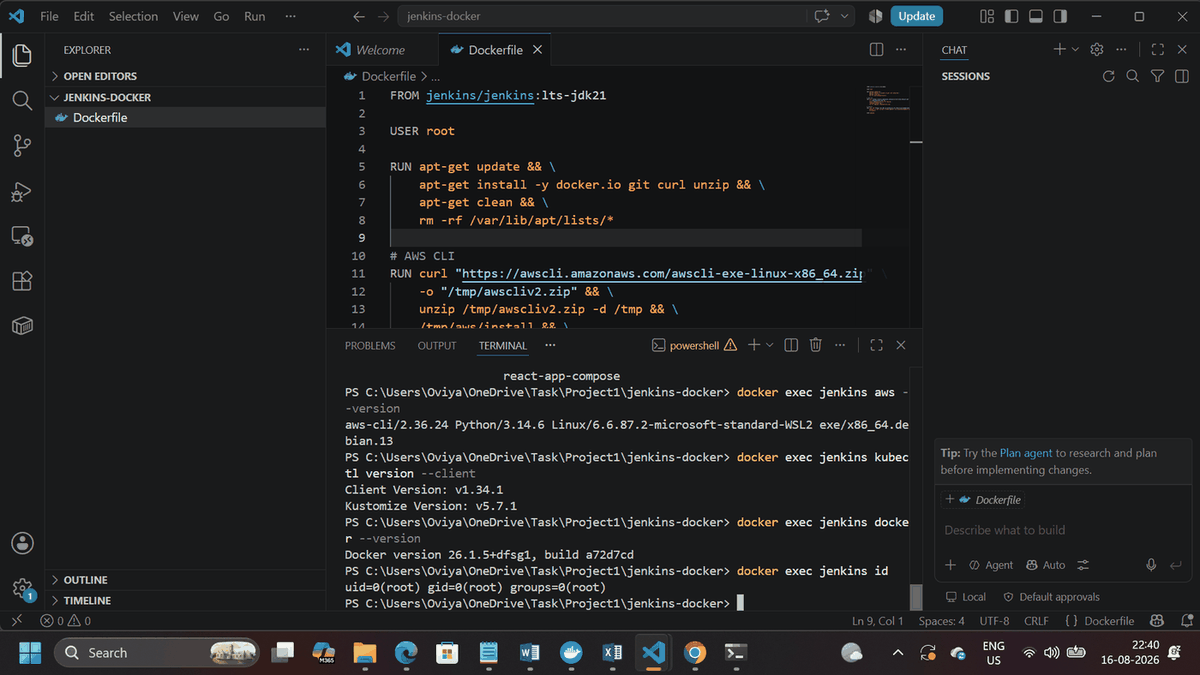 File Edit Selection View Go Run ··· jenkins-docker Update
EXPLORER ···
OPEN EDITORS
JENKINS-DOCKER
Dockerfile
OUTLINE
TIMELINE
Welcome Dockerfile
Dockerfile > ...
1 FROM jenkins/jenkins:lts-jdk21
2
3 USER root
4
5 RUN apt-get update && \
6 apt-get install -y docker.io git curl unzip && \
7 apt-get clean && \
8 rm -rf /var/lib/apt/lists/*
9
10 # AWS CLI
11 RUN curl "https://awscli.amazonaws.com/awscli-exe-linux-x86_64.zip" \
12 -o "/tmp/awscliv2.zip" && \
13 unzip /tmp/awscliv2.zip -d /tmp && \
14 /tmp/aws/install && \
PROBLEMS OUTPUT TERMINAL ··· powershell
react-app-compose
PS C:\Users\Oviya\OneDrive\Task\Project1\jenkins-docker> docker exec jenkins aws -
-version
aws-cli/2.36.24 Python/3.14.6 Linux/6.6.87.2-microsoft-standard-WSL2 exe/x86_64.de
bian.13
PS C:\Users\Oviya\OneDrive\Task\Project1\jenkins-docker> docker exec jenkins kubec
tl version --client
Client Version: v1.34.1
Kustomize Version: v5.7.1
PS C:\Users\Oviya\OneDrive\Task\Project1\jenkins-docker> docker exec jenkins docke
r --version
Docker version 26.1.5+dfsg1, build a72d7cd
PS C:\Users\Oviya\OneDrive\Task\Project1\jenkins-docker> docker exec jenkins id
uid=0(root) gid=0(root) groups=0(root)
PS C:\Users\Oviya\OneDrive\Task\Project1\jenkins-docker>
CHAT
SESSIONS
Tip: Try the Plan agent to research and plan
before implementing changes.
Dockerfile
Describe what to build
Agent Auto
Local Default approvals
1
0 0 Ln 9, Col 1 Spaces: 4 UTF-8 CRLF { } Dockerfile
Search M365 ENG
US
22:40
16-08-2026